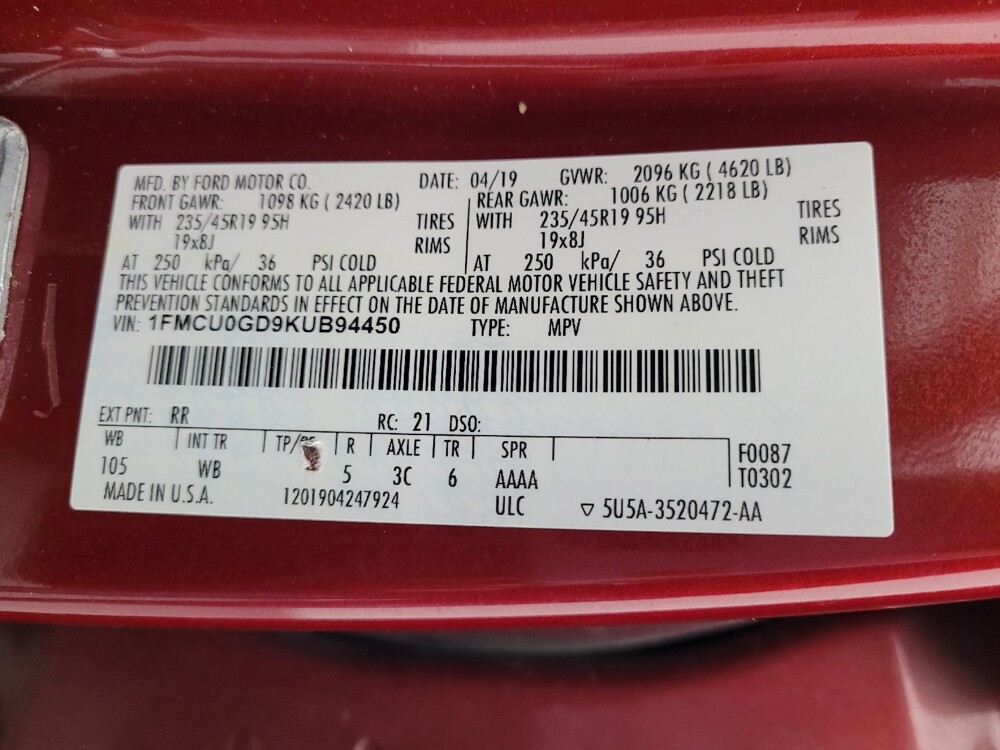 MFD. BY FORD MOTOR CO. DATE: 04/19 GVWR: 2096 KG ( 4620 LB)
FRONT GAWR: 1098 KG ( 2420 LB) REAR GAWR: 1006 KG ( 2218 LB)
WITH 235/45R19 95H TIRES WITH 235/45R19 95H TIRES
19x8J RIMS 19x8J RIMS
AT 250 kPa/ 36 PSI COLD AT 250 kPa/ 36 PSI COLD
THIS VEHICLE CONFORMS TO ALL APPLICABLE FEDERAL MOTOR VEHICLE SAFETY AND THEFT
PREVENTION STANDARDS IN EFFECT ON THE DATE OF MANUFACTURE SHOWN ABOVE.
VIN: 1FMCU0GD9KUB94450 TYPE: MPV
EXT PNT: RR RC: 21 DSO:
WB INT TR TP/PS R AXLE TR SPR F0087
105 WB 5 3C 6 AAAA T0302
MADE IN U.S.A. 1201904247924 ULC ▽ 5U5A-3520472-AA